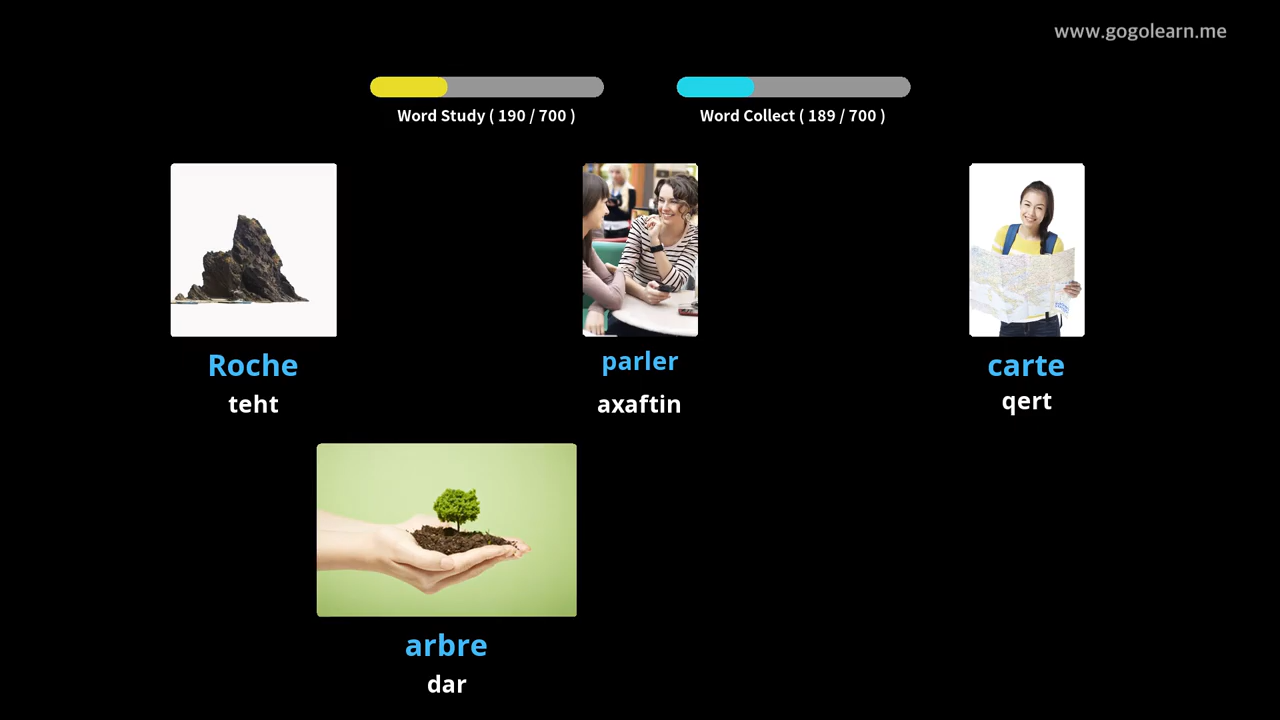 www.gogolearn.me
Word Study ( 190 / 700 )
Word Collect ( 189 / 700 )
Roche
teht
parler
axaftin
carte
qert
arbre
dar